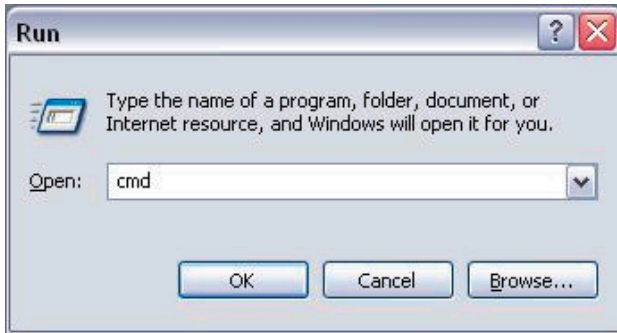 Run
Type the name of a program, folder, document, or
Internet resource, and Windows will open it for you.
Open: cmd
OK Cancel Browse...